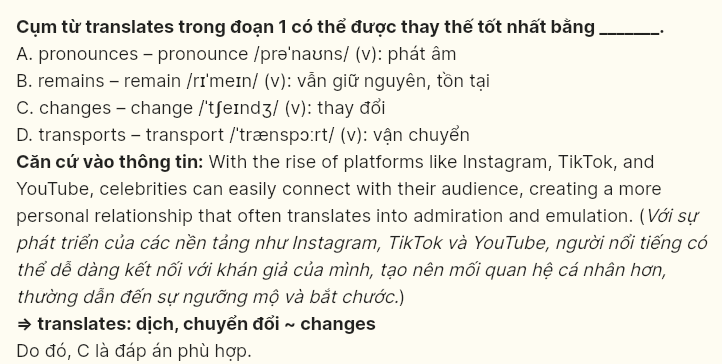 Cụm từ translates trong đoạn 1 có thể được thay thế tốt nhất bằng _______.
A. pronounces – pronounce /prəˈnaʊns/ (v): phát âm
B. remains – remain /rɪˈmeɪn/ (v): vẫn giữ nguyên, tồn tại
C. changes – change /ˈtʃeɪndʒ/ (v): thay đổi
D. transports – transport /ˈtrænspɔːrt/ (v): vận chuyển
Căn cứ vào thông tin: With the rise of platforms like Instagram, TikTok, and
YouTube, celebrities can easily connect with their audience, creating a more
personal relationship that often translates into admiration and emulation. (Với sự
phát triển của các nền tảng như Instagram, TikTok và YouTube, người nổi tiếng có
thể dễ dàng kết nối với khán giả của mình, tạo nên mối quan hệ cá nhân hơn,
thường dẫn đến sự ngưỡng mộ và bắt chước.)
⇒ translates: dịch, chuyển đổi ~ changes
Do đó, C là đáp án phù hợp.